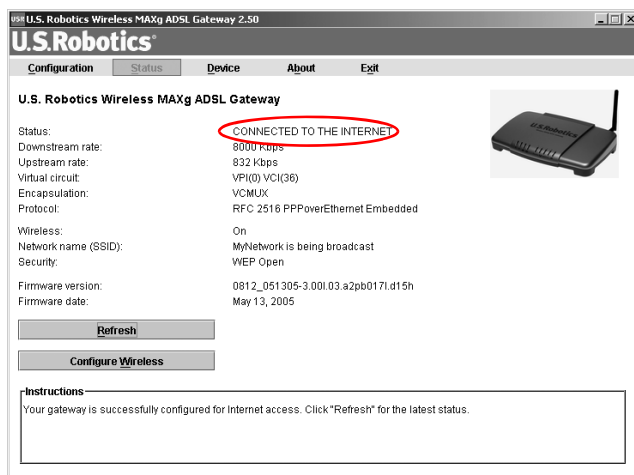 USR U.S. Robotics Wireless MAXg ADSL Gateway 2.50
U.S.Robotics®
Configuration Status Device About Exit
U.S. Robotics Wireless MAXg ADSL Gateway
Status: CONNECTED TO THE INTERNET
Downstream rate: 8000 Kbps
Upstream rate: 832 Kbps
Virtual circuit: VPI(0) VCI(36)
Encapsulation: VCMUX
Protocol: RFC 2516 PPPoverEthernet Embedded
Wireless: On
Network name (SSID): MyNetwork is being broadcast
Security: WEP Open
Firmware version: 0812_051305-3.00l.03.a2pb017l.d15h
Firmware date: May 13, 2005
Refresh
Configure Wireless
Instructions
Your gateway is successfully configured for Internet access. Click "Refresh" for the latest status.
U.S.Robotics